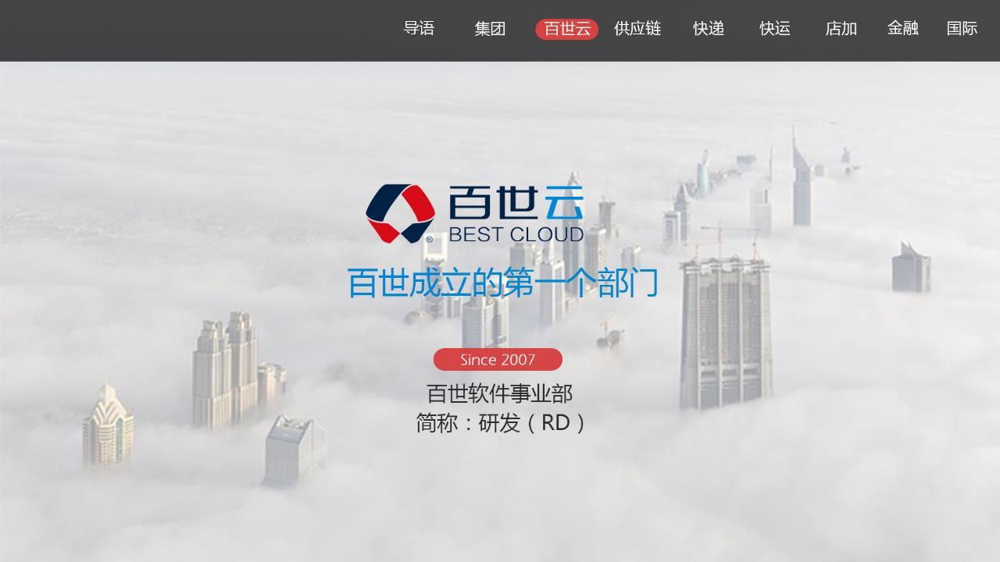 导语 集团 百世云 供应链 快递 快运 店加 金融 国际
百世云
BEST CLOUD
®
百世成立的第一个部门
Since 2007
百世软件事业部
简称：研发（RD）